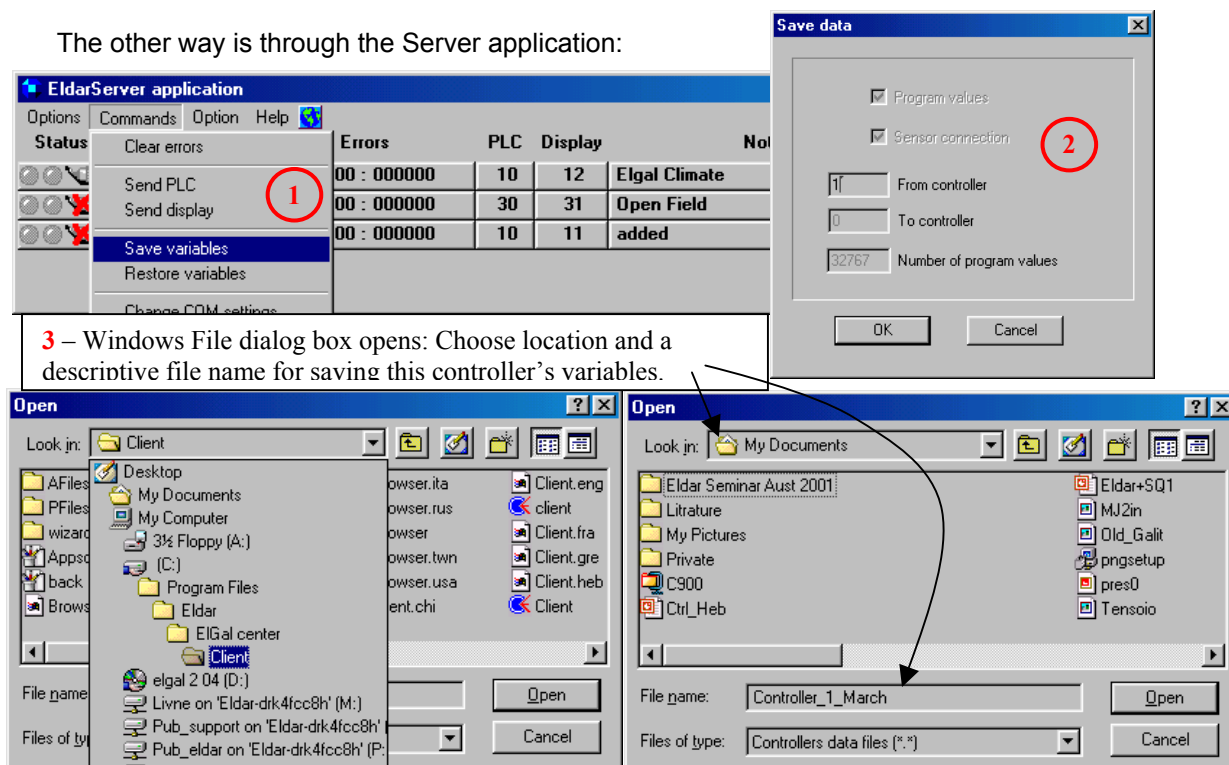 The other way is through the Server application:
EldarServer application
Options Commands Option Help
Status Errors PLC Display
00 : 000000 10 12 Elgal Climate
00 : 000000 30 31 Open Field
00 : 000000 10 11 added
Clear errors
Send PLC
Send display
Save variables
Restore variables
Change COM settings
1
Save data
Program values
Sensor connection
2
1 From controller
0 To controller
32767 Number of program values
OK Cancel
3 – Windows File dialog box opens: Choose location and a
descriptive file name for saving this controller's variables.
Open
Look in: Client
AFiles
PFiles
wizard
back
Desktop
My Documents
My Computer
3½ Floppy (A:)
(C:)
Program Files
Eldar
ElGal center
Client
elgal 2 04 (D:)
Livne on 'Eldar-drk4fcc8h' (M:)
Pub_support on 'Eldar-drk4fcc8h'
Pub_eldar on 'Eldar-drk4fcc8h' (P:
owser.ita
owser.rus
owser
owser.twn
owser.usa
ent.chi
Client.eng
client
Client.fra
Client.gre
Client.heb
Client
File name
Open
Files of ty
Cancel
Open
Look in: My Documents
Eldar Seminar Aust 2001
Litrature
My Pictures
Private
C900
Ctrl_Heb
Eldar+SQ1
MJ2in
Old_Galit
pngsetup
pres0
Tensoio
File name: Controller_1_March Open
Files of type: Controllers data files (*.*) Cancel